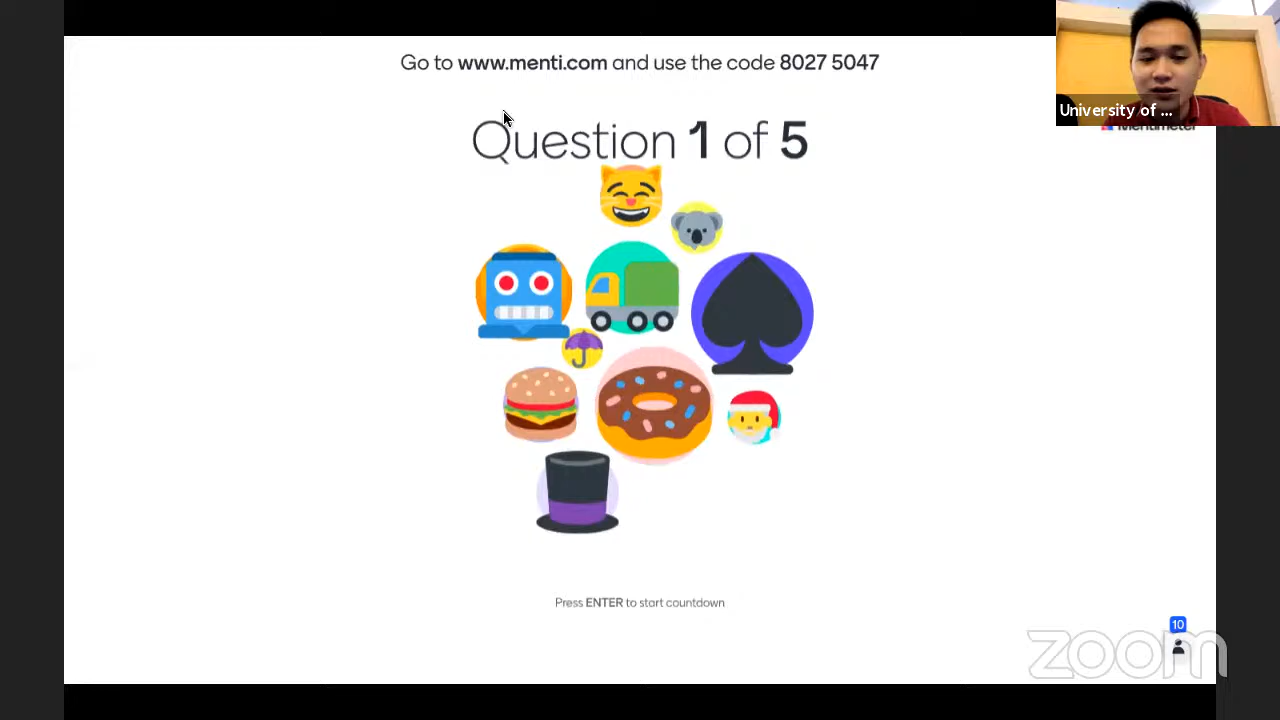 Go to www.menti.com and use the code 8027 5047
University of ...
Mentimeter
Question 1 of 5
Press ENTER to start countdown
10
zoom